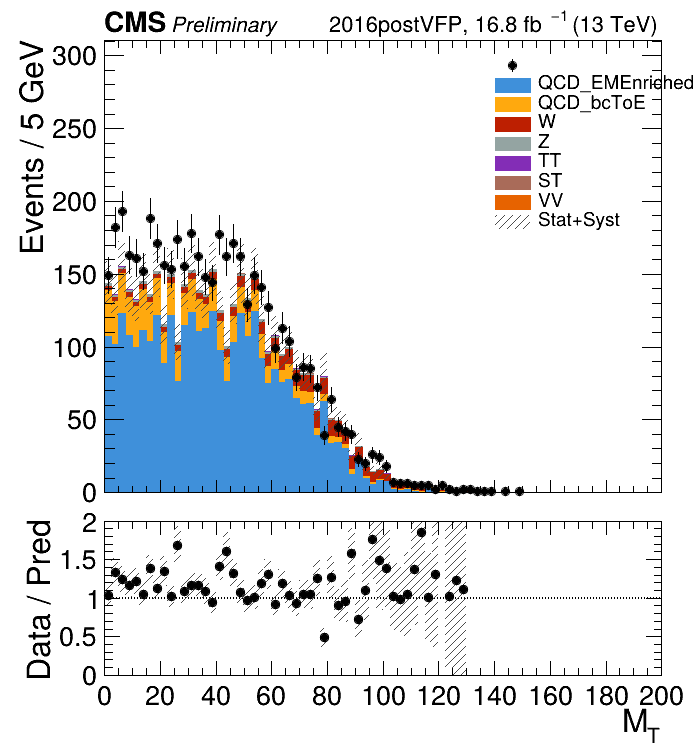 CMS Preliminary 2016postVFP, 16.8 fb⁻¹ (13 TeV)
Events / 5 GeV
300
250
200
150
100
50
0
QCD_EMEnriched
QCD_bcToE
W
Z
TT
ST
VV
Stat+Syst
Data / Pred
2
1.5
1
0.5
0
0 20 40 60 80 100 120 140 160 180 200
M_T